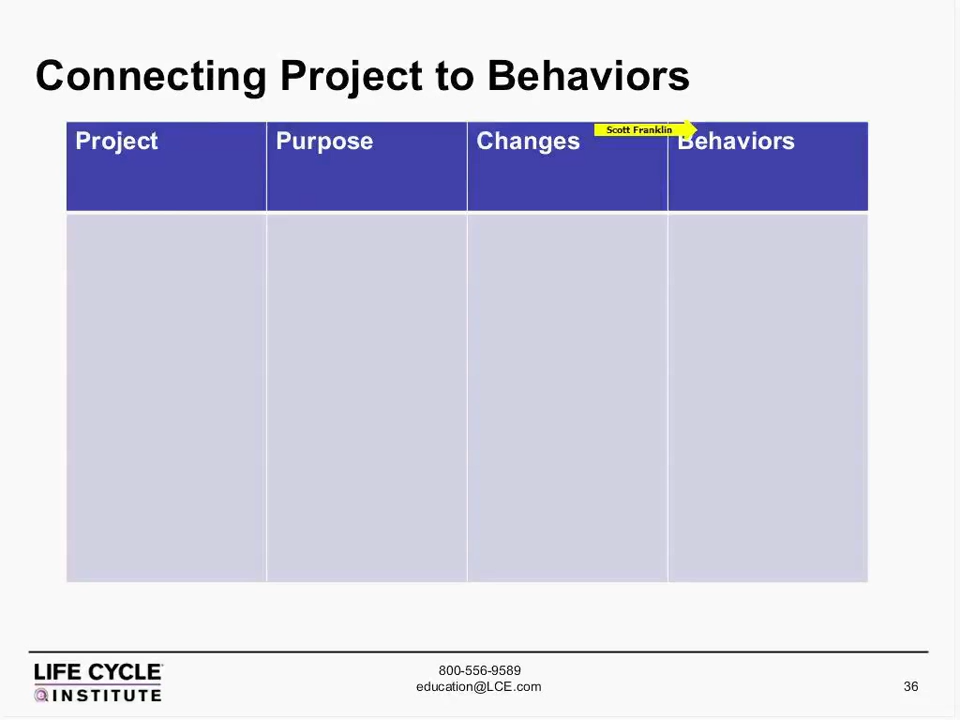 Connecting Project to Behaviors
Project Purpose Changes Behaviors
Scott Franklin
LIFE CYCLE
INSTITUTE
800-556-9589
education@LCE.com
36